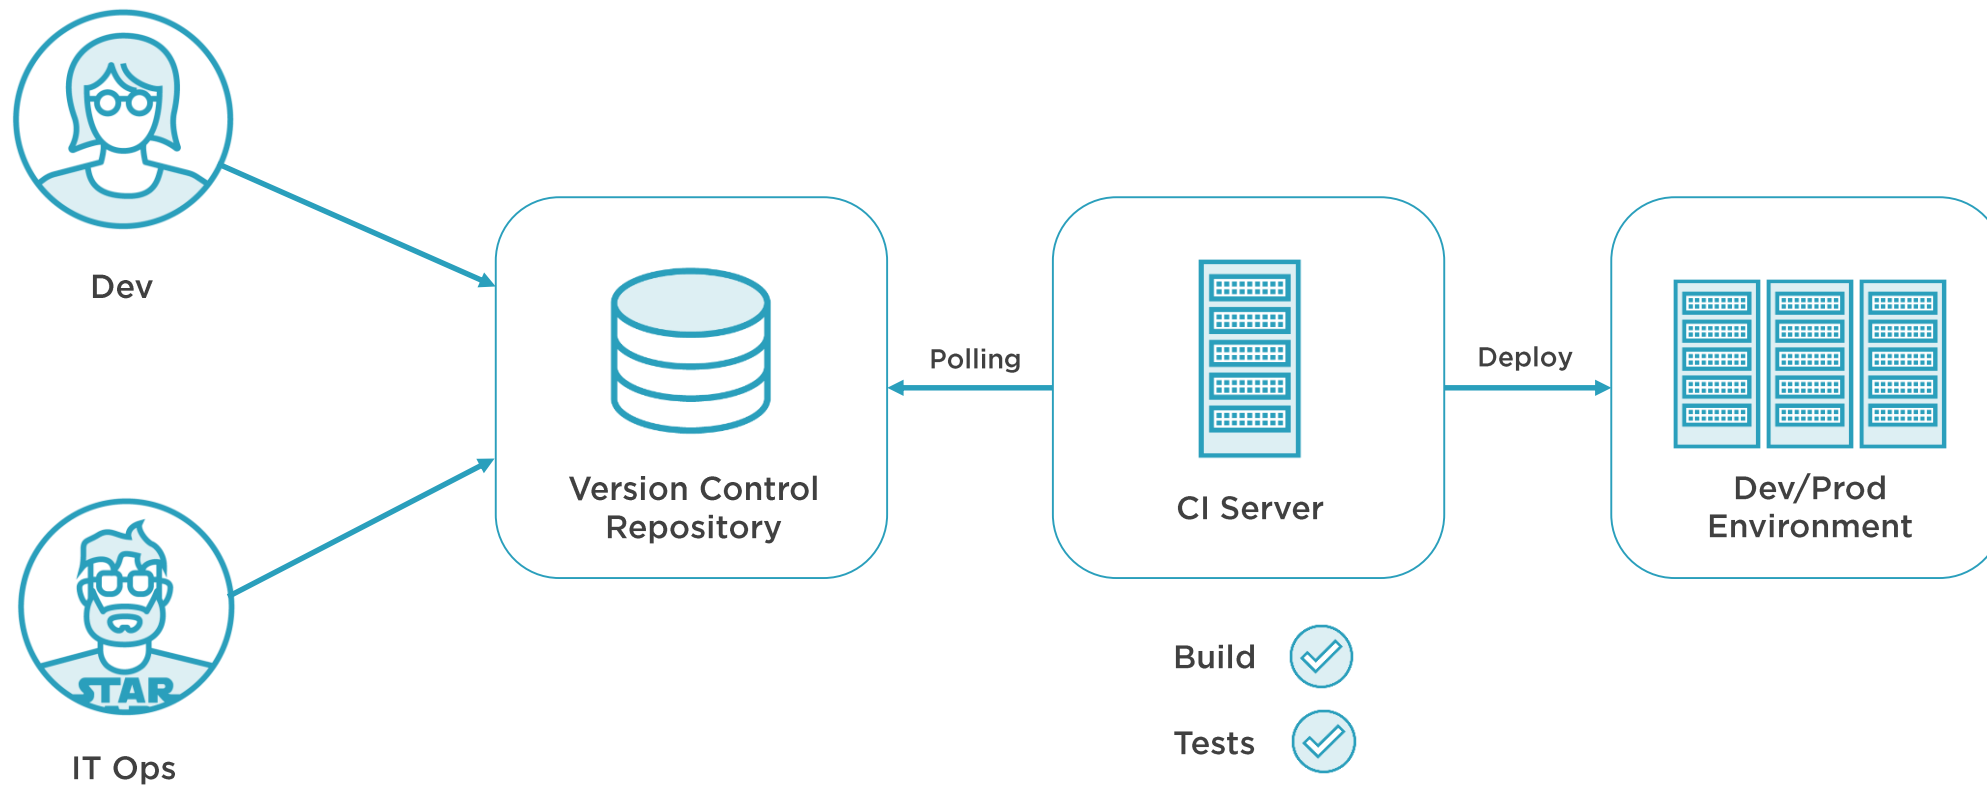 Dev
IT Ops
STAR
Version Control
Repository
Polling
CI Server
Build
Tests
Deploy
Dev/Prod
Environment